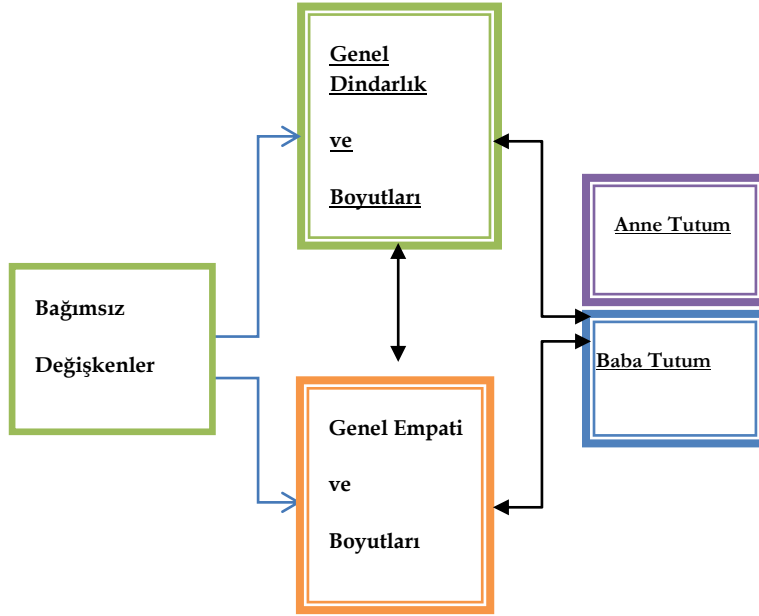 Genel
Dindarlık
ve
Boyutları
Anne Tutum
Bağımsız
Değişkenler
Baba Tutum
Genel Empati
ve
Boyutları